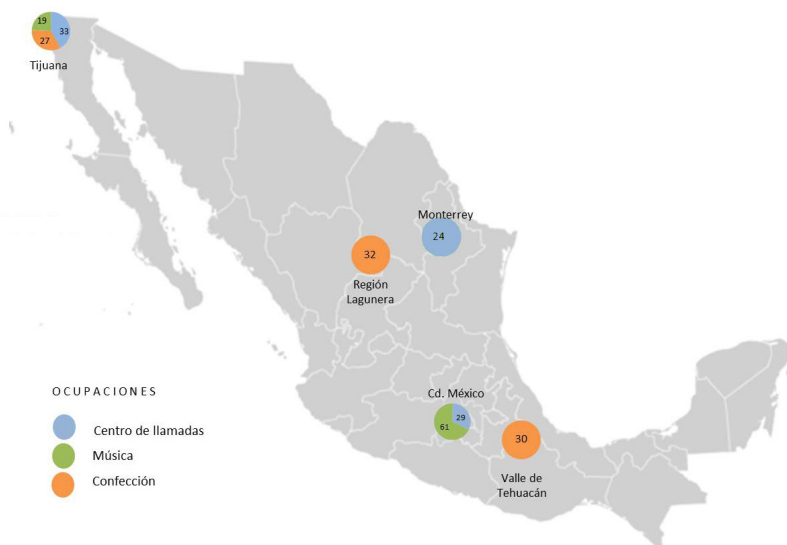 19
33
27
Tijuana
Monterrey
24
32
Región
Lagunera
Cd. México
29
61
30
Valle de
Tehuacán
OCUPACIONES
Centro de llamadas
Música
Confección